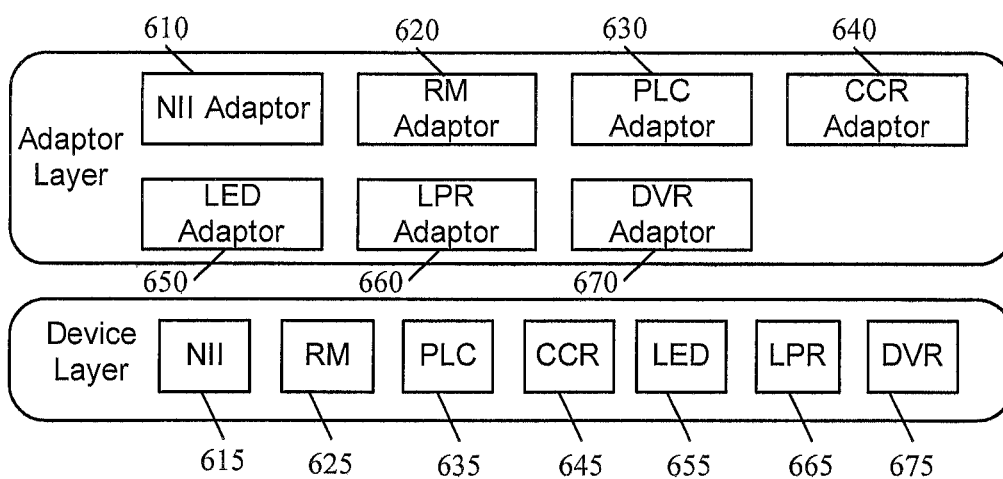 610 620 630 640
Adaptor
Layer
NII Adaptor
RM
Adaptor
PLC
Adaptor
CCR
Adaptor
LED
Adaptor
LPR
Adaptor
DVR
Adaptor
650 660 670
Device
Layer
NII RM PLC CCR LED LPR DVR
615 625 635 645 655 665 675